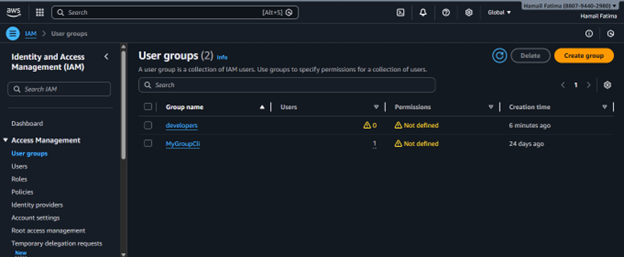 aws
Search [Alt+S]
Global
Hamail Fatima (8807-9440-2980)
Hamail Fatima
IAM > User groups
Identity and Access Management (IAM)
Search IAM
Dashboard
Access Management
User groups
Users
Roles
Policies
Identity providers
Account settings
Root access management
Temporary delegation requests
New
User groups (2) Info
Delete
Create group
A user group is a collection of IAM users. Use groups to specify permissions for a collection of users.
Search
1
Group name Users Permissions Creation time
developers 0 Not defined 6 minutes ago
MyGroupCli 1 Not defined 24 days ago